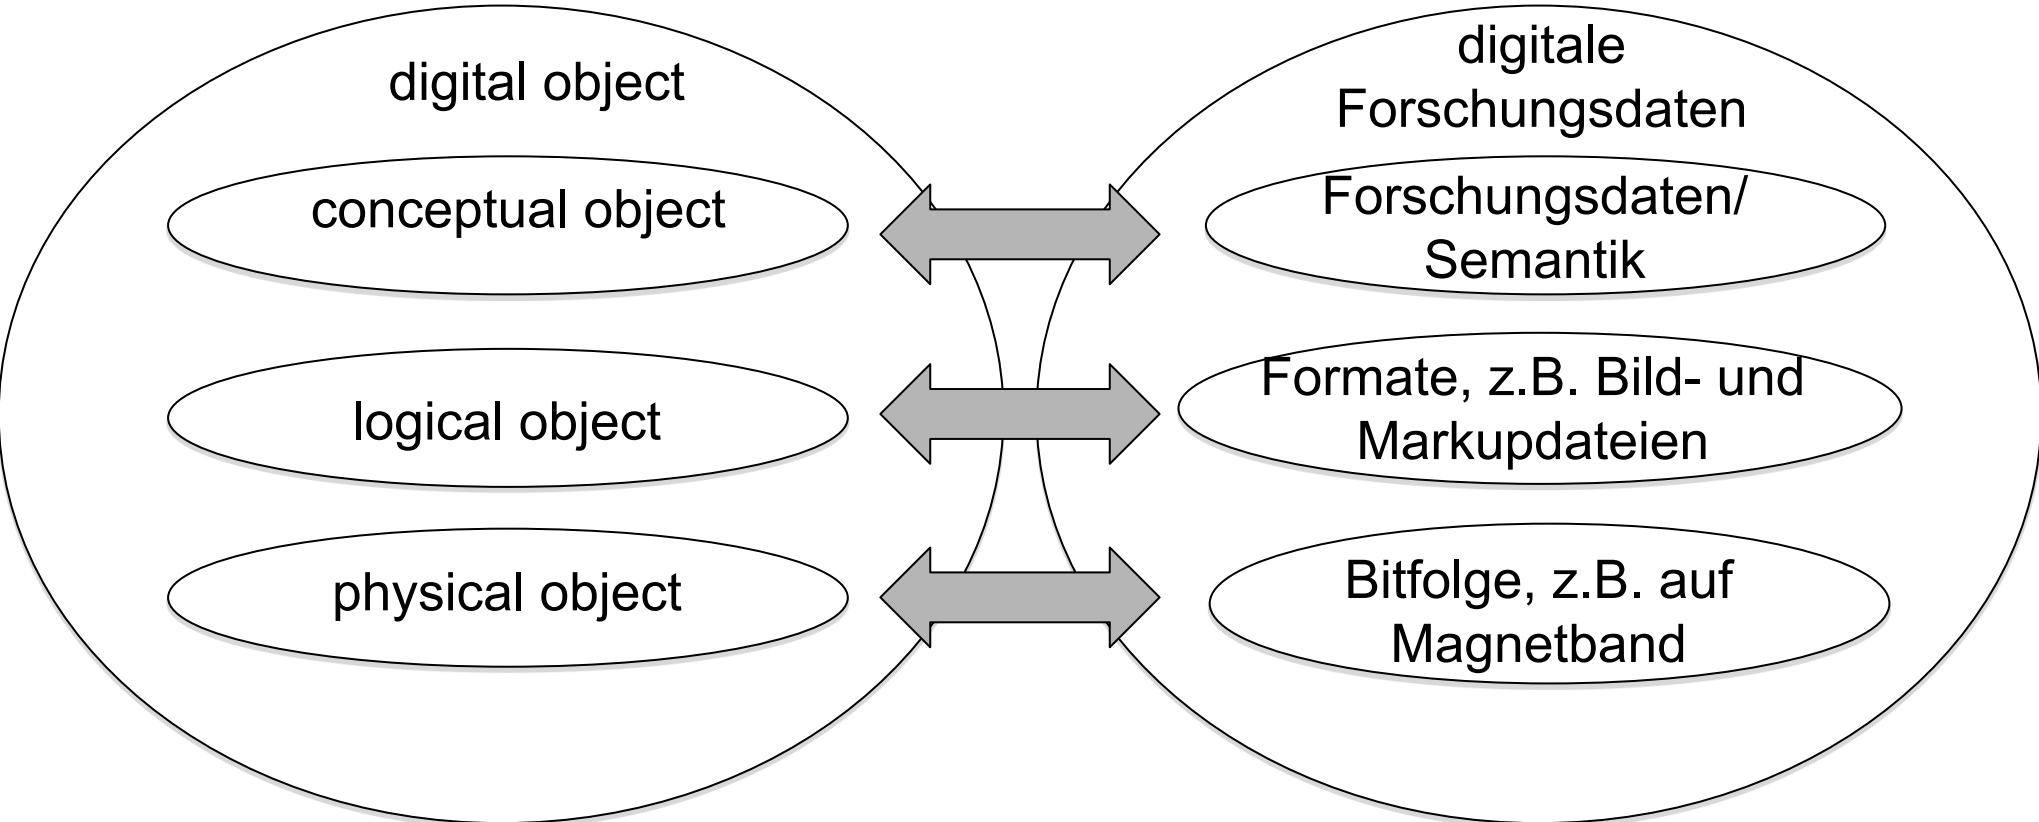 digital object
conceptual object
logical object
physical object
digitale
Forschungsdaten
Forschungsdaten/
Semantik
Formate, z.B. Bild- und
Markupdateien
Bitfolge, z.B. auf
Magnetband